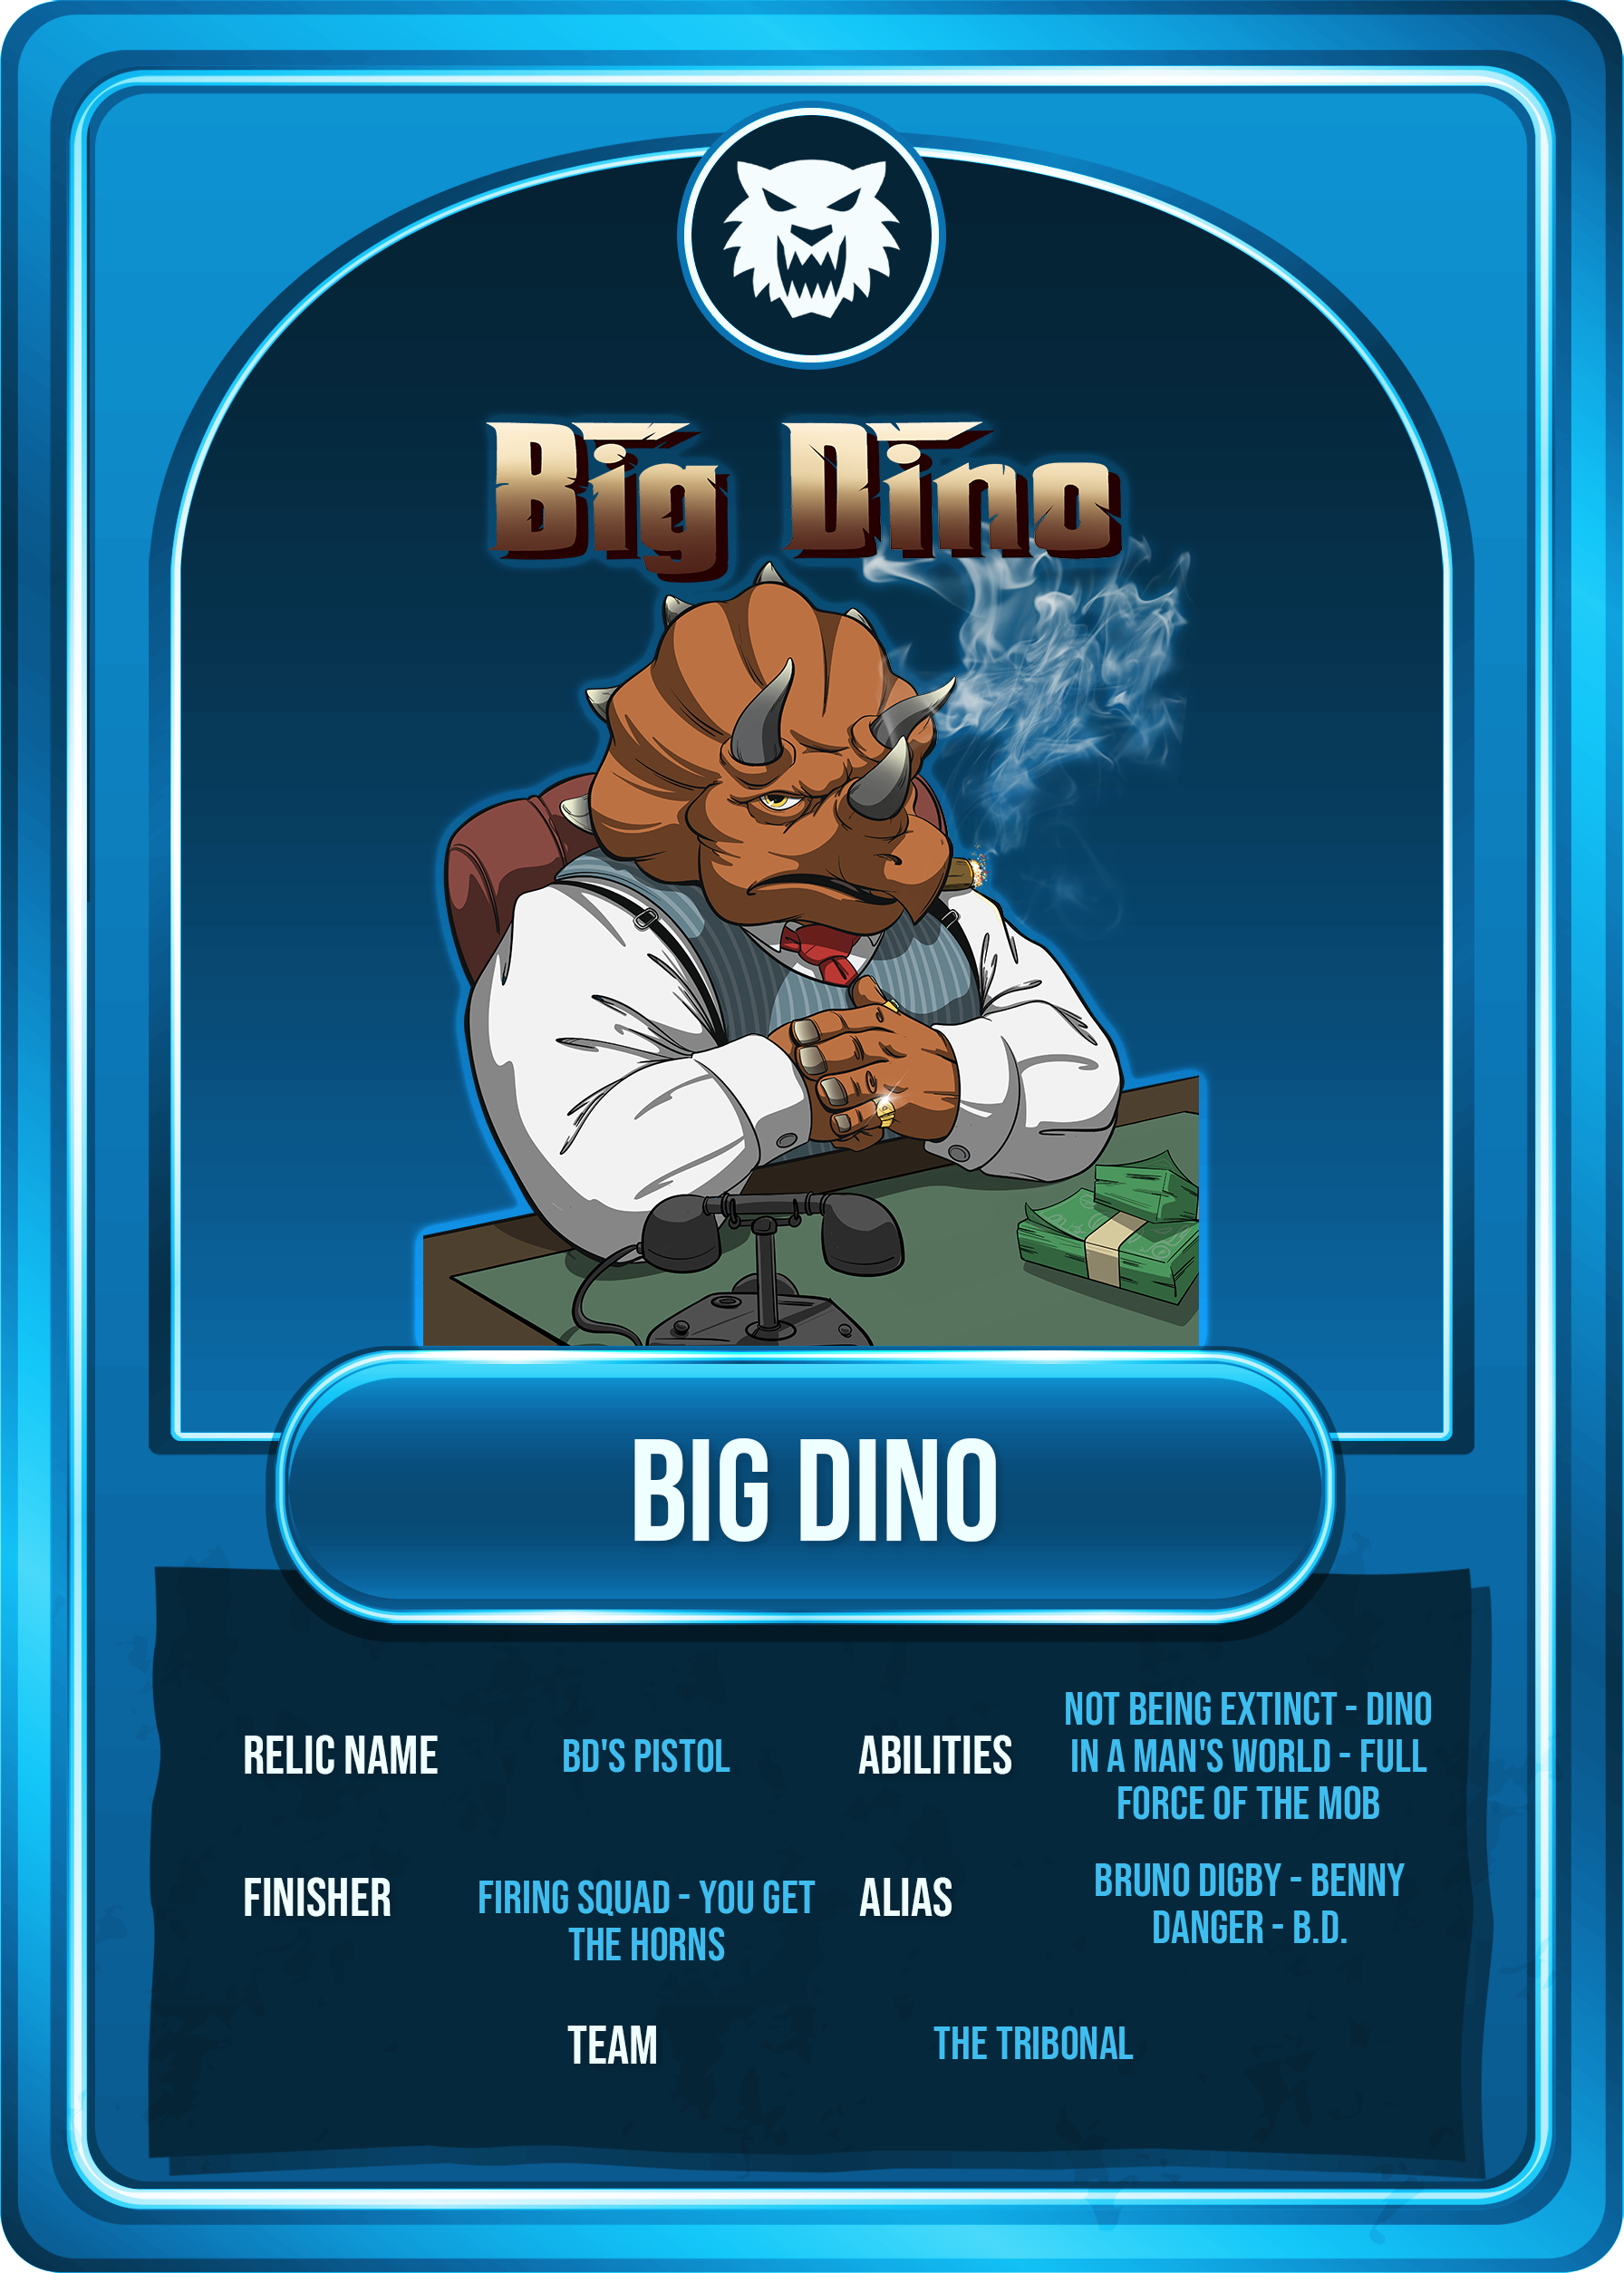 Big Dino
BIG DINO
RELIC NAME
BD'S PISTOL
ABILITIES
NOT BEING EXTINCT - DINO
IN A MAN'S WORLD - FULL
FORCE OF THE MOB
FINISHER
FIRING SQUAD - YOU GET
THE HORNS
ALIAS
BRUNO DIGBY - BENNY
DANGER - B.D.
TEAM
THE TRIBONAL